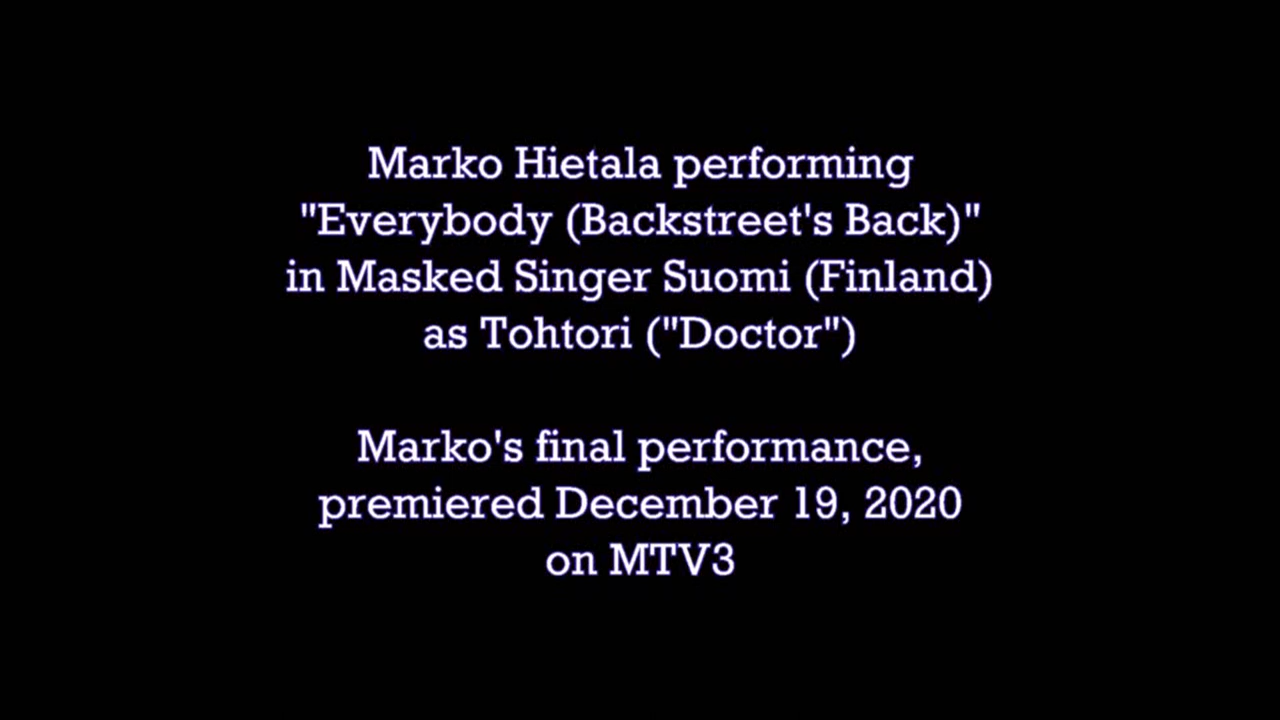 Marko Hietala performing
"Everybody (Backstreet's Back)"
in Masked Singer Suomi (Finland)
as Tohtori ("Doctor")
Marko's final performance,
premiered December 19, 2020
on MTV3